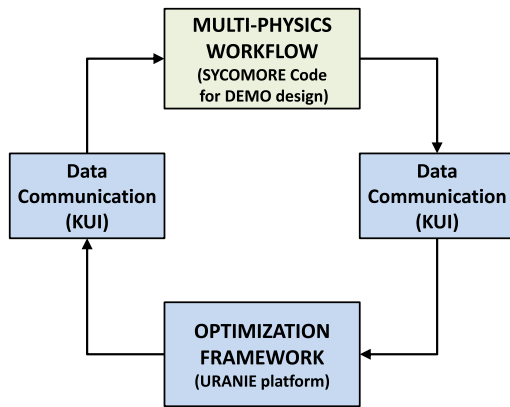 MULTI-PHYSICS
WORKFLOW
(SYCOMORE Code
for DEMO design)
Data
Communication
(KUI)
Data
Communication
(KUI)
OPTIMIZATION
FRAMEWORK
(URANIE platform)